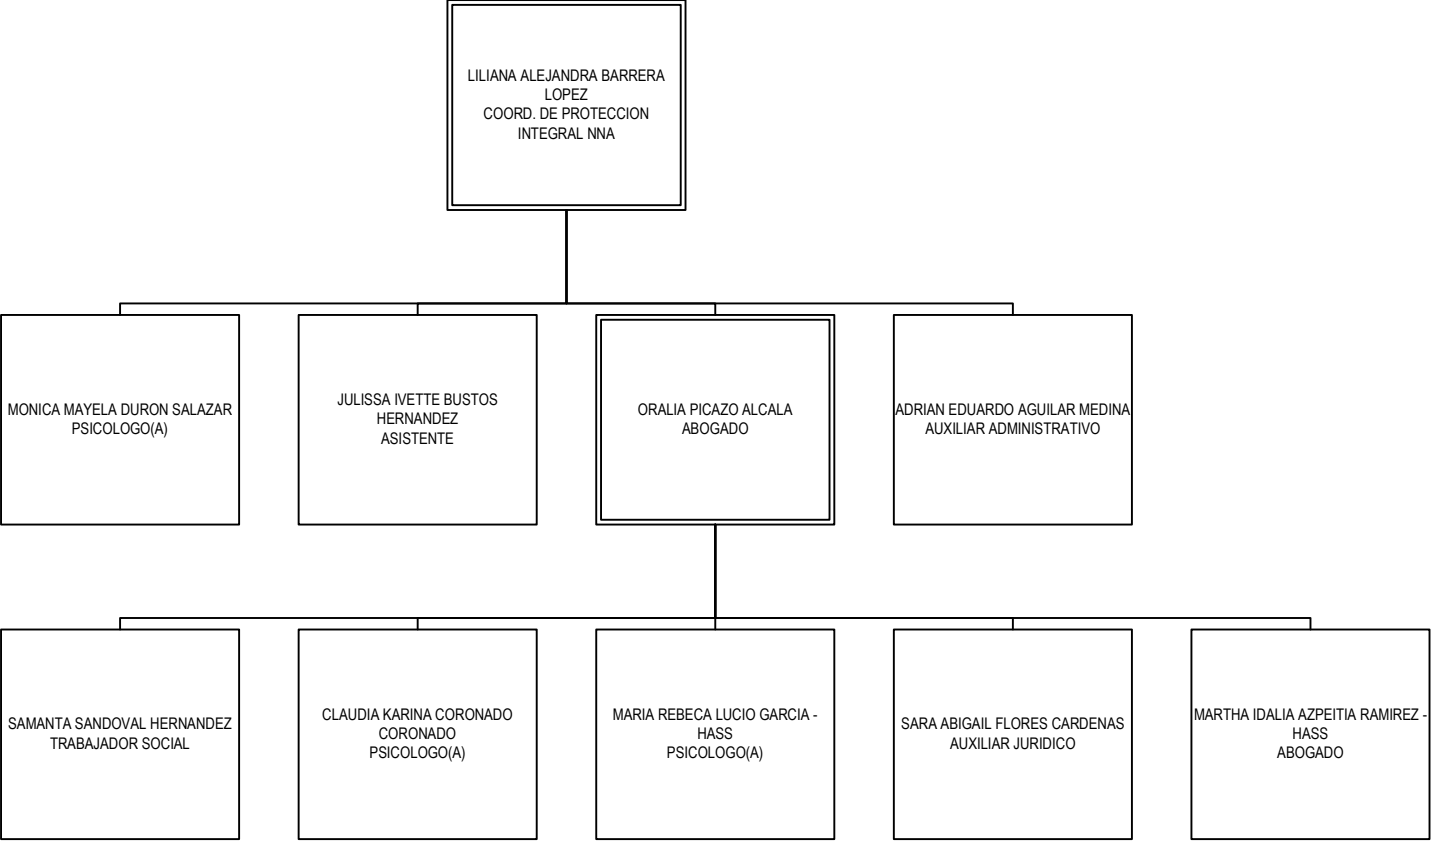 LILIANA ALEJANDRA BARRERA
LOPEZ
COORD. DE PROTECCION
INTEGRAL NNA
MONICA MAYELA DURON SALAZAR
PSICOLOGO(A)
JULISSA IVETTE BUSTOS
HERNANDEZ
ASISTENTE
ORALIA PICAZO ALCALA
ABOGADO
ADRIAN EDUARDO AGUILAR MEDINA
AUXILIAR ADMINISTRATIVO
SAMANTA SANDOVAL HERNANDEZ
TRABAJADOR SOCIAL
CLAUDIA KARINA CORONADO
CORONADO
PSICOLOGO(A)
MARIA REBECA LUCIO GARCIA -
HASS
PSICOLOGO(A)
SARA ABIGAIL FLORES CARDENAS
AUXILIAR JURIDICO
MARTHA IDALIA AZPEITIA RAMIREZ -
HASS
ABOGADO